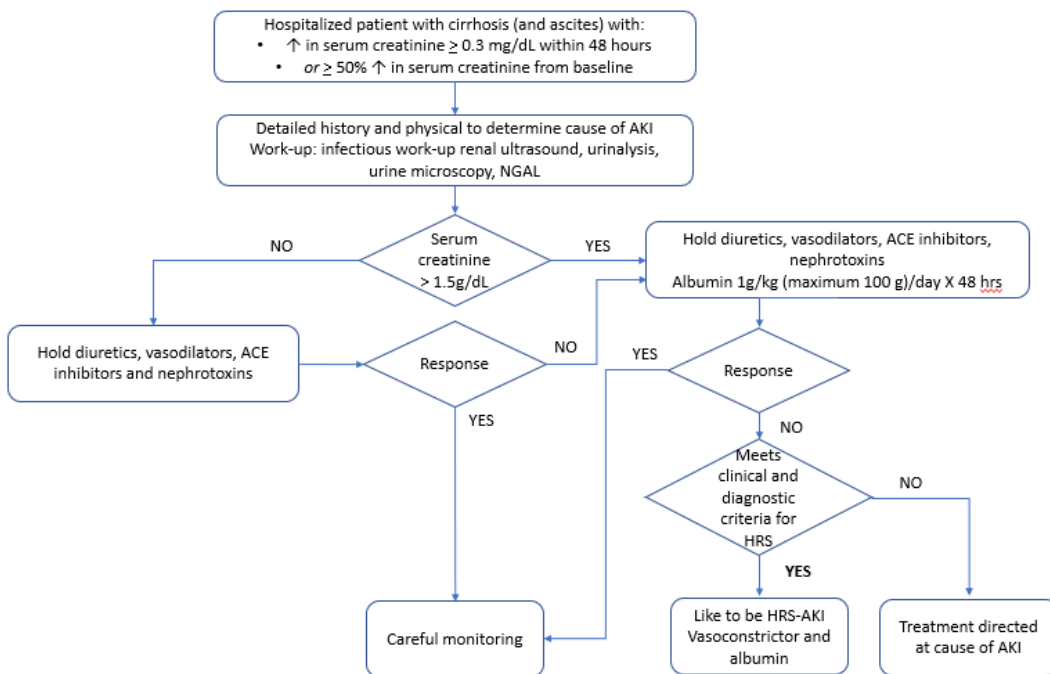 Hospitalized patient with cirrhosis (and ascites) with:
• ↑ in serum creatinine ≥ 0.3 mg/dL within 48 hours
• or ≥ 50% ↑ in serum creatinine from baseline
Detailed history and physical to determine cause of AKI
Work-up: infectious work-up renal ultrasound, urinalysis,
urine microscopy, NGAL
NO
Serum
creatinine
> 1.5g/dL
YES
Hold diuretics, vasodilators, ACE inhibitors,
nephrotoxins
Albumin 1g/kg (maximum 100 g)/day X 48 hrs
Hold diuretics, vasodilators, ACE
inhibitors and nephrotoxins
Response
NO
YES
YES
Response
NO
Meets
clinical and
diagnostic
criteria for
HRS
NO
YES
Careful monitoring
Like to be HRS-AKI
Vasoconstrictor and
albumin
Treatment directed
at cause of AKI